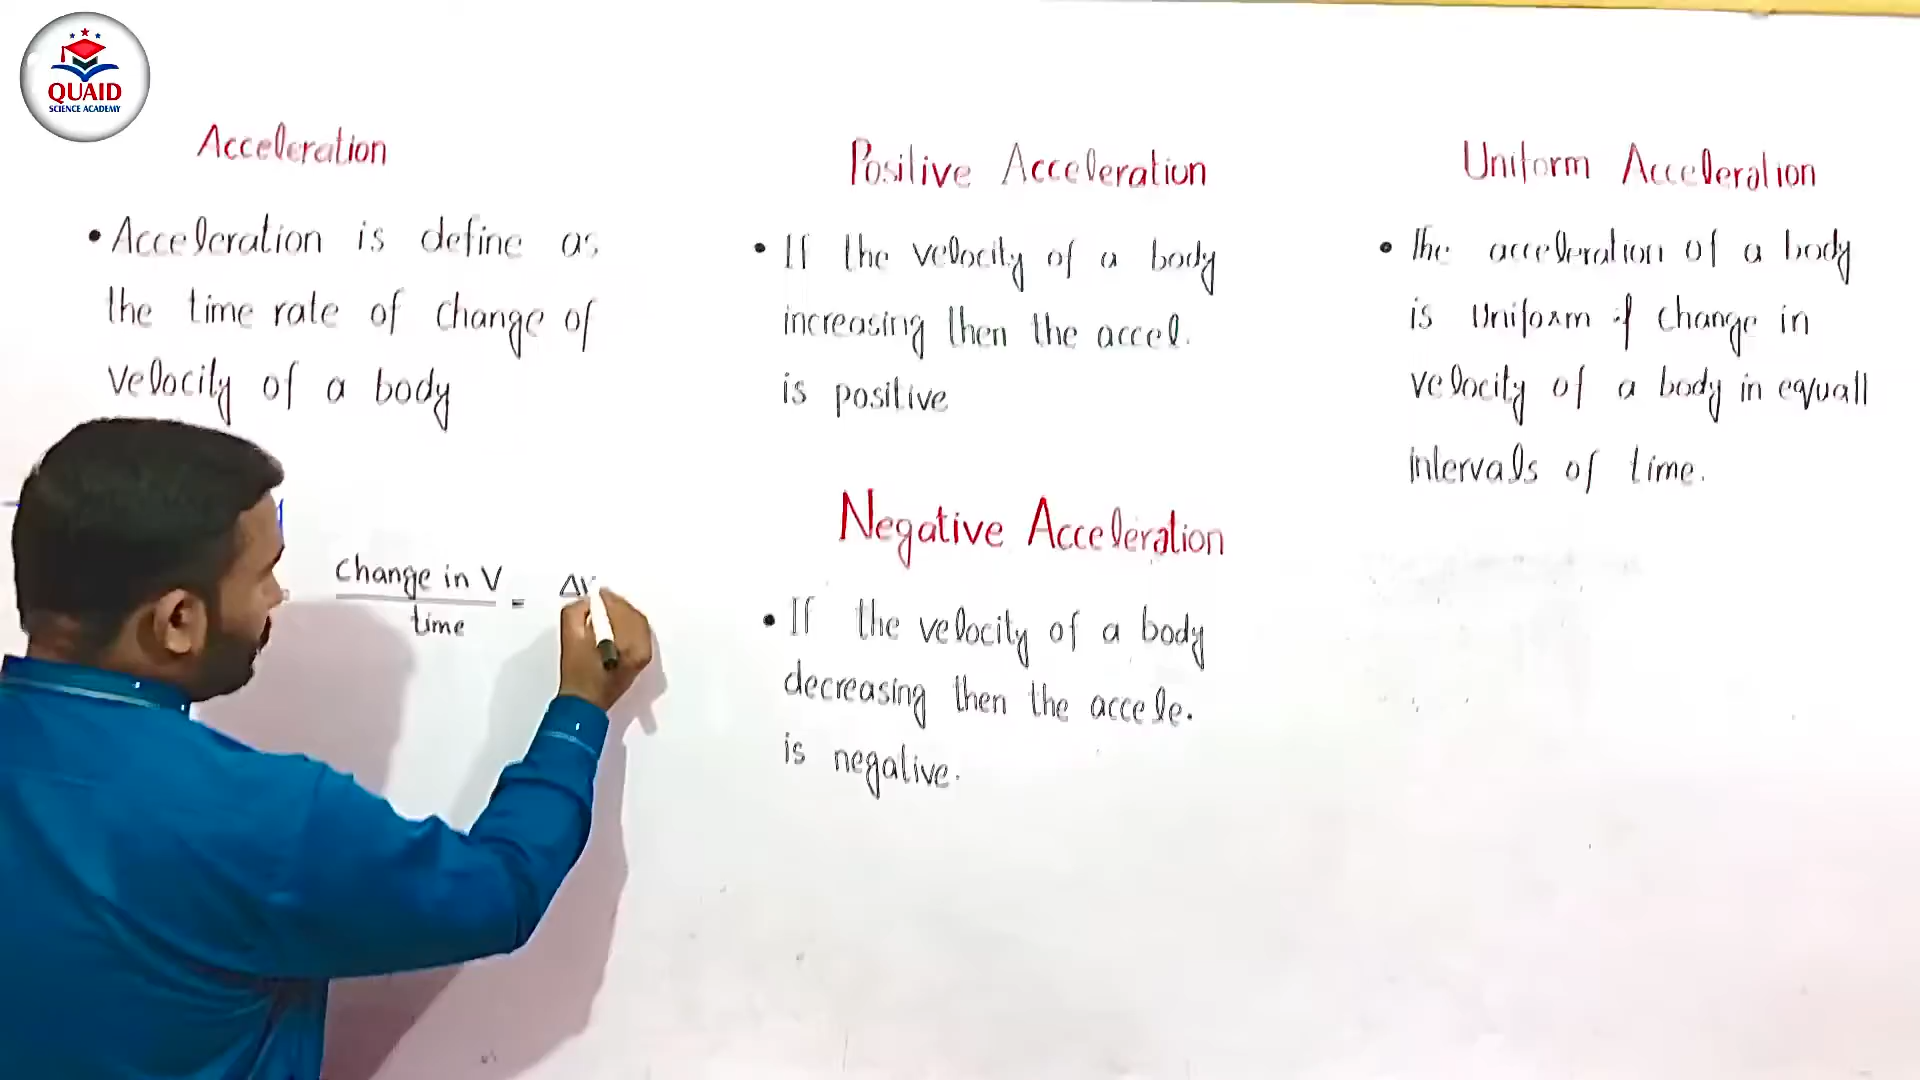 QUAID
SCIENCE ACADEMY
Acceleration
• Acceleration is define as
the time rate of change of
velocity of a body
change in V
time
=
ΔV
Positive Acceleration
• If the velocity of a body
increasing then the accel.
is positive
Negative Acceleration
• If the velocity of a body
decreasing then the accele.
is negative.
Uniform Acceleration
• The acceleration of a body
is uniform if change in
velocity of a body in equall
intervals of time.